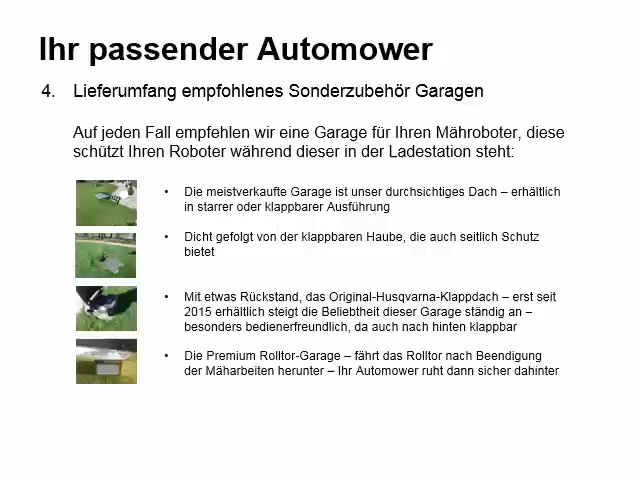 Ihr passender Automower
4. Lieferumfang empfohlenes Sonderzubehör Garagen
Auf jeden Fall empfehlen wir eine Garage für Ihren Mähroboter, diese
schützt Ihren Roboter während dieser in der Ladestation steht:
• Die meistverkaufte Garage ist unser durchsichtiges Dach – erhältlich
in starrer oder klappbarer Ausführung
• Dicht gefolgt von der klappbaren Haube, die auch seitlich Schutz
bietet
• Mit etwas Rückstand, das Original-Husqvarna-Klappdach – erst seit
2015 erhältlich steigt die Beliebtheit dieser Garage ständig an –
besonders bedienerfreundlich, da auch nach hinten klappbar
• Die Premium Rolltor-Garage – fährt das Rolltor nach Beendigung
der Mäharbeiten herunter – Ihr Automower ruht dann sicher dahinter